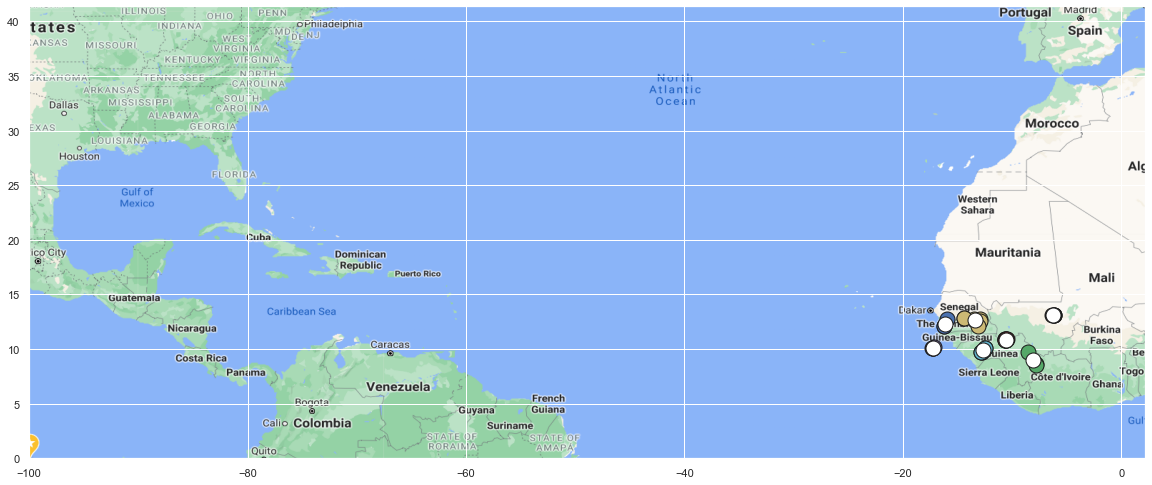 40
35
30
25
20
15
10
5
0
−100
−80
−60
−40
−20
0
ILLINOIS
OHIO
PENN
Philadelphia
tates
INDIANA
MD
DE
NJ
KANSAS
MISSOURI
WEST
VIRGINIA
KENTUCKY
VIRGINIA
OKLAHOMA
TENNESSEE
NORTH
CAROLINA
ARKANSAS
SOUTH
CAROLINA
Dallas
MISSISSIPPI
ALABAMA
GEORGIA
EXAS
LOUISIANA
Houston
FLORIDA
Gulf of
Mexico
Cuba
ico City
Dominican
Republic
Puerto Rico
Guatemala
Caribbean Sea
Nicaragua
Costa Rica
Panama
Caracas
Venezuela
Bogota
Cali
Colombia
Guyana
French
Guiana
Suriname
STATE OF
RORAIMA
STATE OF
AMAPA
Quito
North
Atlantic
Ocean
Portugal
Madrid
Spain
Morocco
Alg
Western
Sahara
Mauritania
Mali
Dakar
Senegal
The
Guinea-Bissau
uinea
Burkina
Faso
Be
Sierra Leone
Côte d'Ivoire
Togo
Ghana
Liberia
Gulf